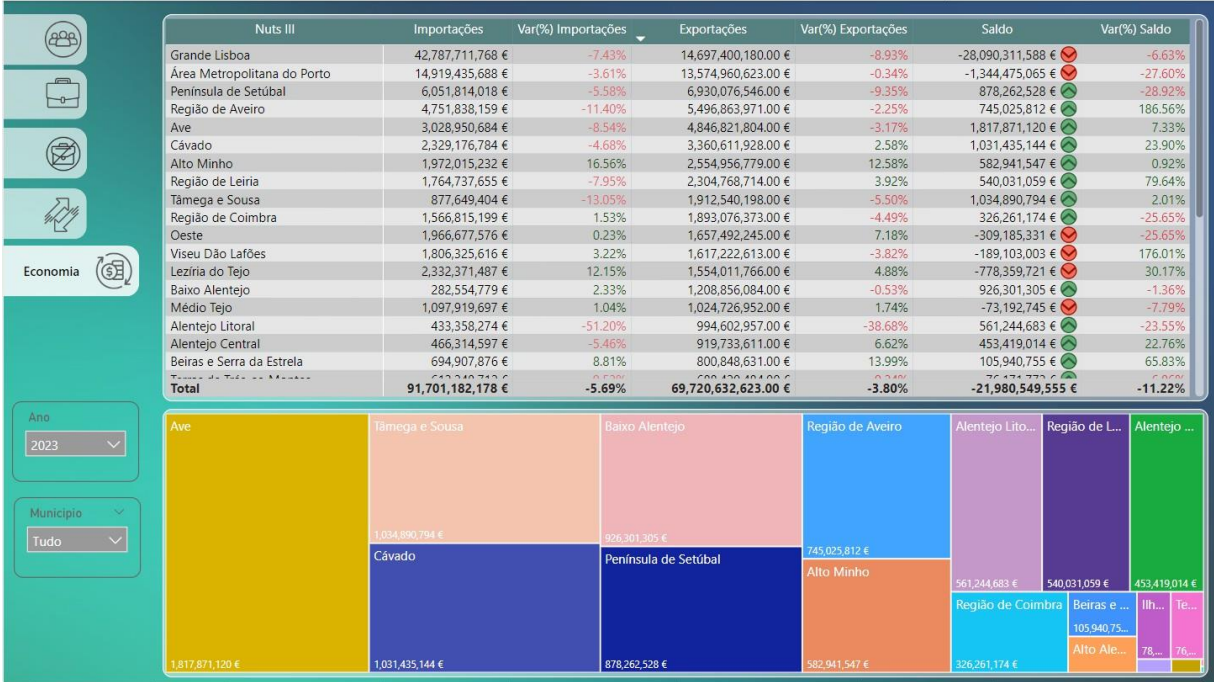 Nuts III Importações Var(%) Importações Exportações Var(%) Exportações Saldo Var(%) Saldo
Grande Lisboa 42,787,711,768 € -7.43% 14,697,400,180.00 € -8.93% -28,090,311,588 € -6.63%
Área Metropolitana do Porto 14,919,435,688 € -3.61% 13,574,960,623.00 € -0.34% -1,344,475,065 € -27.60%
Península de Setúbal 6,051,814,018 € -5.58% 6,930,076,546.00 € -9.35% 878,262,528 € -28.92%
Região de Aveiro 4,751,838,159 € -11.40% 5,496,863,971.00 € -2.25% 745,025,812 € 186.56%
Ave 3,028,950,684 € -8.54% 4,846,821,804.00 € -3.17% 1,817,871,120 € 7.33%
Cávado 2,329,176,784 € -4.68% 3,360,611,928.00 € 2.58% 1,031,435,144 € 23.90%
Alto Minho 1,972,015,232 € 16.56% 2,554,956,779.00 € 12.58% 582,941,547 € 0.92%
Região de Leiria 1,764,737,655 € -7.95% 2,304,768,714.00 € 3.92% 540,031,059 € 79.64%
Tâmega e Sousa 877,649,404 € -13.05% 1,912,540,198.00 € -5.50% 1,034,890,794 € 2.01%
Região de Coimbra 1,566,815,199 € 1.53% 1,893,076,373.00 € -4.49% 326,261,174 € -25.65%
Oeste 1,966,677,576 € 0.23% 1,657,492,245.00 € 7.18% -309,185,331 € -25.65%
Viseu Dão Lafões 1,806,325,616 € 3.22% 1,617,222,613.00 € -3.82% -189,103,003 € 176.01%
Lezíria do Tejo 2,332,371,487 € 12.15% 1,554,011,766.00 € 4.88% -778,359,721 € 30.17%
Baixo Alentejo 282,554,779 € 2.33% 1,208,856,084.00 € -0.53% 926,301,305 € -1.36%
Médio Tejo 1,097,919,697 € 1.04% 1,024,726,952.00 € 1.74% -73,192,745 € -7.79%
Alentejo Litoral 433,358,274 € -51.20% 994,602,957.00 € -38.68% 561,244,683 € -23.55%
Alentejo Central 466,314,597 € -5.46% 919,733,611.00 € 6.62% 453,419,014 € 22.76%
Beiras e Serra da Estrela 694,907,876 € 8.81% 800,848,631.00 € 13.99% 105,940,755 € 65.83%
Total 91,701,182,178 € -5.69% 69,720,632,623.00 € -3.80% -21,980,549,555 € -11.22%
Economia
Ano
2023
Municipio
Tudo
Ave
1,817,871,120 €
Tâmega e Sousa
1,034,890,794 €
Cávado
1,031,435,144 €
Baixo Alentejo
926,301,305 €
Península de Setúbal
878,262,528 €
Região de Aveiro
745,025,812 €
Alto Minho
582,941,547 €
Alentejo Lito...
561,244,683 €
Região de L...
540,031,059 €
Alentejo ...
453,419,014 €
Região de Coimbra
326,261,174 €
Beiras e ...
105,940,75...
Alto Ale...
Ilh...
78,...
Te...
76,...